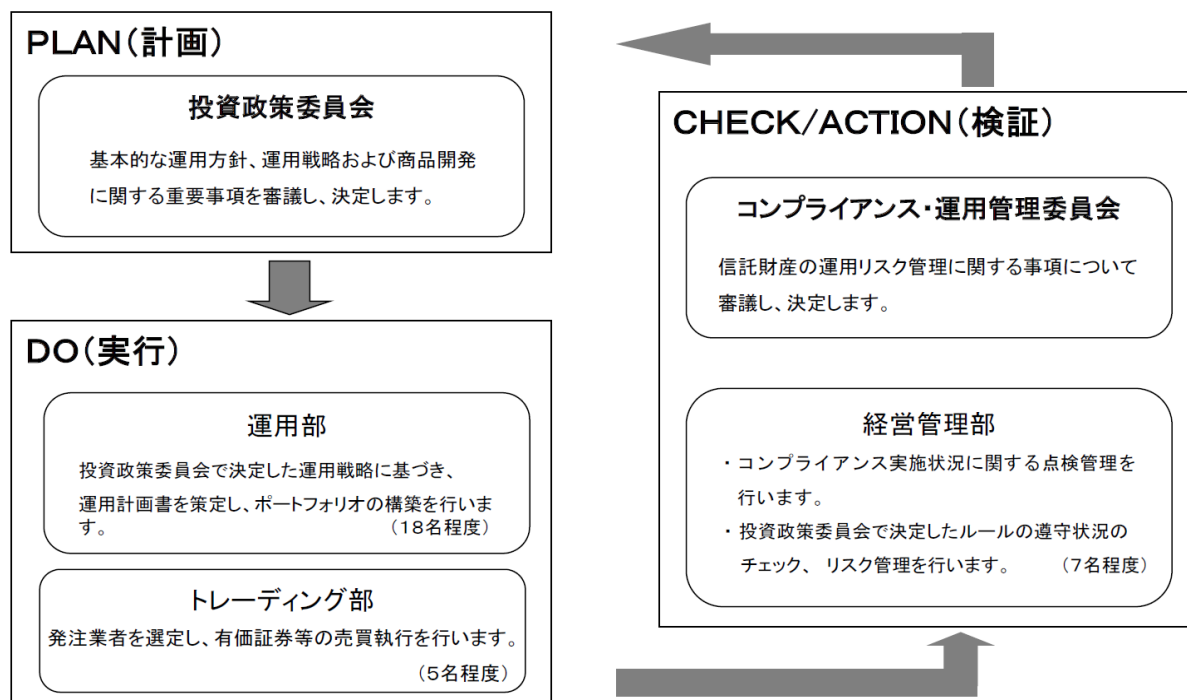 PLAN(計画)
投資政策委員会
基本的な運用方針、運用戦略および商品開発
に関する重要事項を審議し、決定します。
DO(実行)
運用部
投資政策委員会で決定した運用戦略に基づき、
運用計画書を策定し、ポートフォリオの構築を行いま
す。 (18名程度)
トレーディング部
発注業者を選定し、有価証券等の売買執行を行います。
(5名程度)
CHECK/ACTION(検証)
コンプライアンス・運用管理委員会
信託財産の運用リスク管理に関する事項について
審議し、決定します。
経営管理部
・コンプライアンス実施状況に関する点検管理を
行います。
・投資政策委員会で決定したルールの遵守状況の
チェック、リスク管理を行います。 (7名程度)